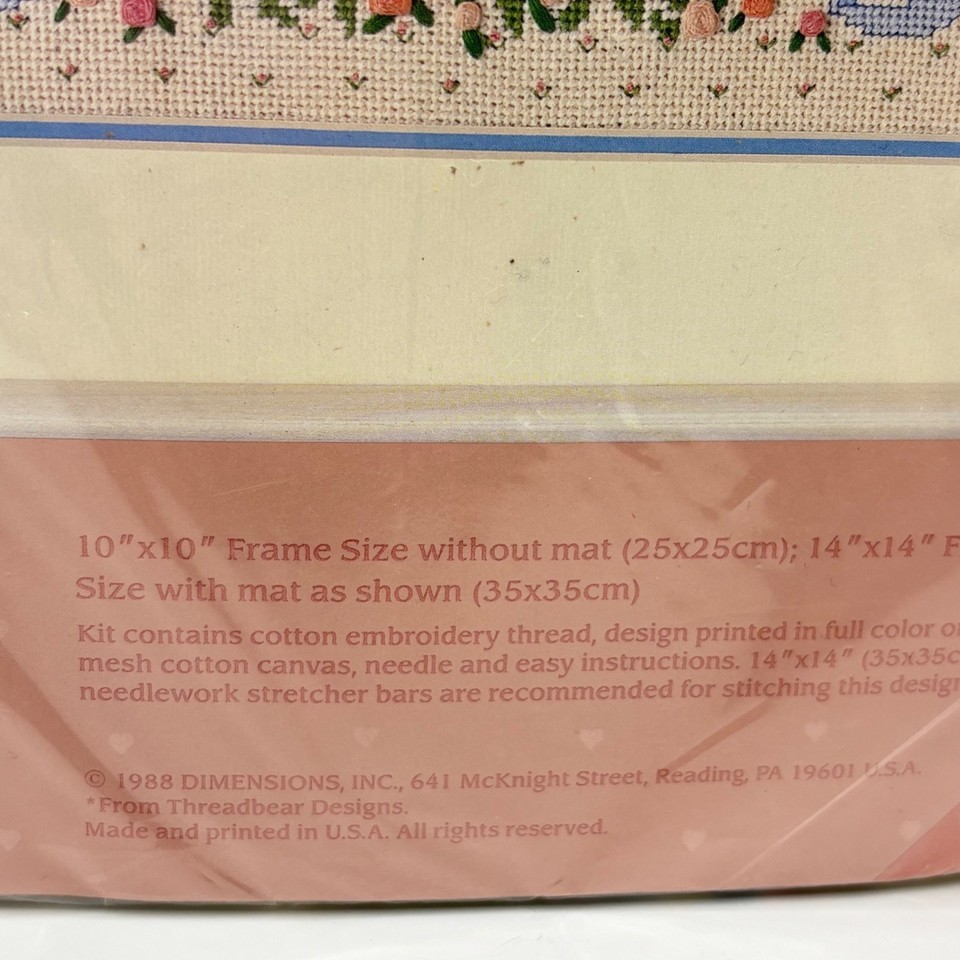 10"x10" Frame Size without mat (25x25cm); 14"x14"
Size with mat as shown (35x35cm)
Kit contains cotton embroidery thread, design printed in full color
mesh cotton canvas, needle and easy instructions. 14"x14"
needlework stretcher bars are recommended for stitching this
© 1988 DIMENSIONS, INC., 641 McKnight Street, Reading, PA 19601 U.S.A.
*From Threadbear Designs.
Made and printed in U.S.A. All rights reserved.